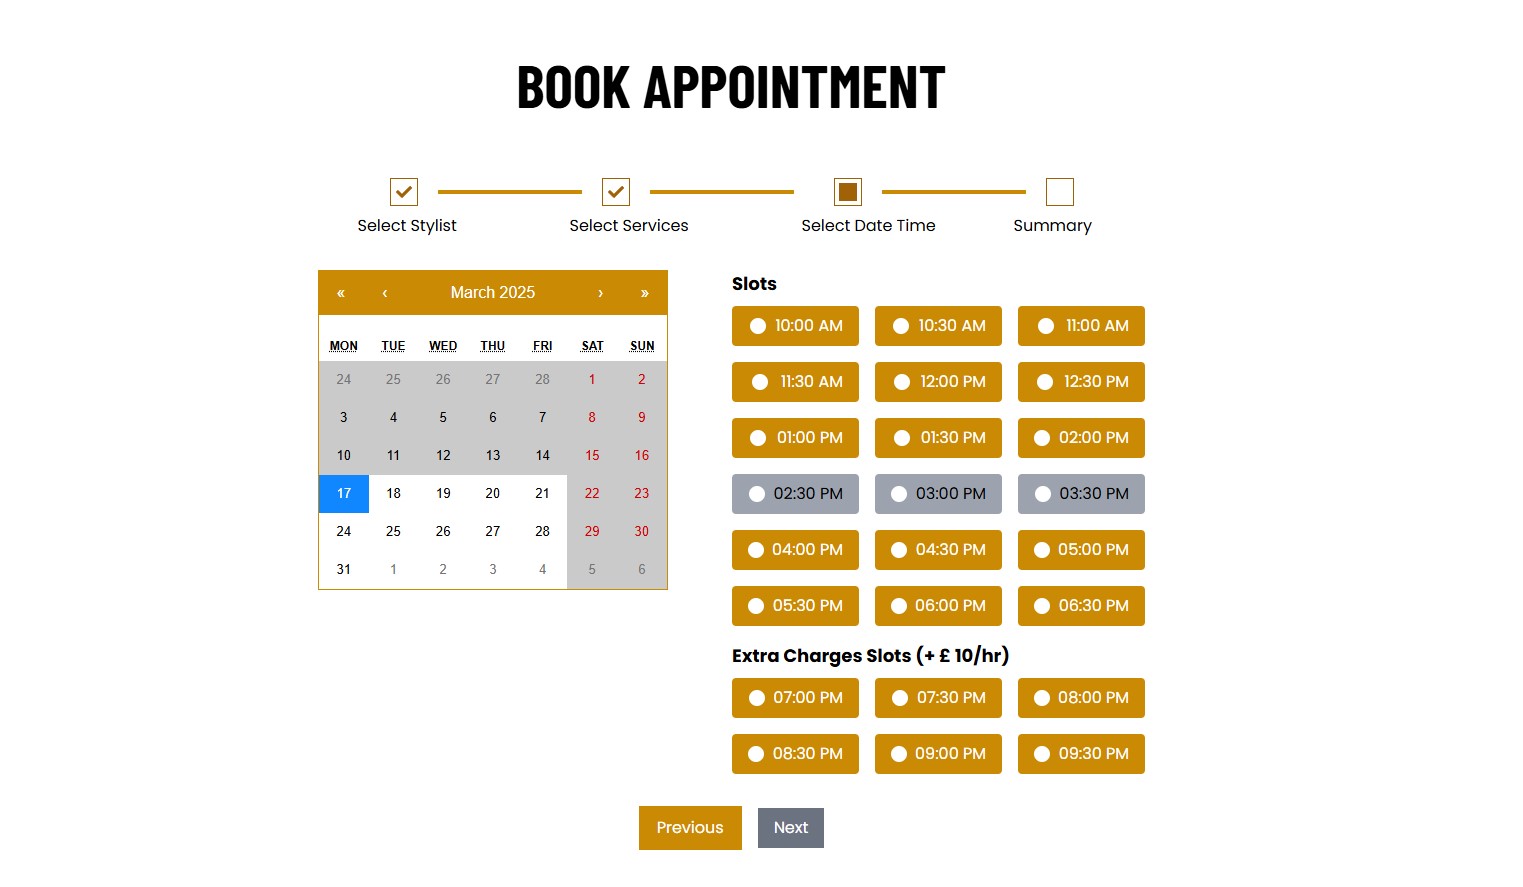 BOOK APPOINTMENT
Select Stylist Select Services Select Date Time Summary
« ‹ March 2025 › »
MON TUE WED THU FRI SAT SUN
24 25 26 27 28 1 2
3 4 5 6 7 8 9
10 11 12 13 14 15 16
17 18 19 20 21 22 23
24 25 26 27 28 29 30
31 1 2 3 4 5 6
Slots
10:00 AM 10:30 AM 11:00 AM
11:30 AM 12:00 PM 12:30 PM
01:00 PM 01:30 PM 02:00 PM
02:30 PM 03:00 PM 03:30 PM
04:00 PM 04:30 PM 05:00 PM
05:30 PM 06:00 PM 06:30 PM
Extra Charges Slots (+ £ 10/hr)
07:00 PM 07:30 PM 08:00 PM
08:30 PM 09:00 PM 09:30 PM
Previous Next